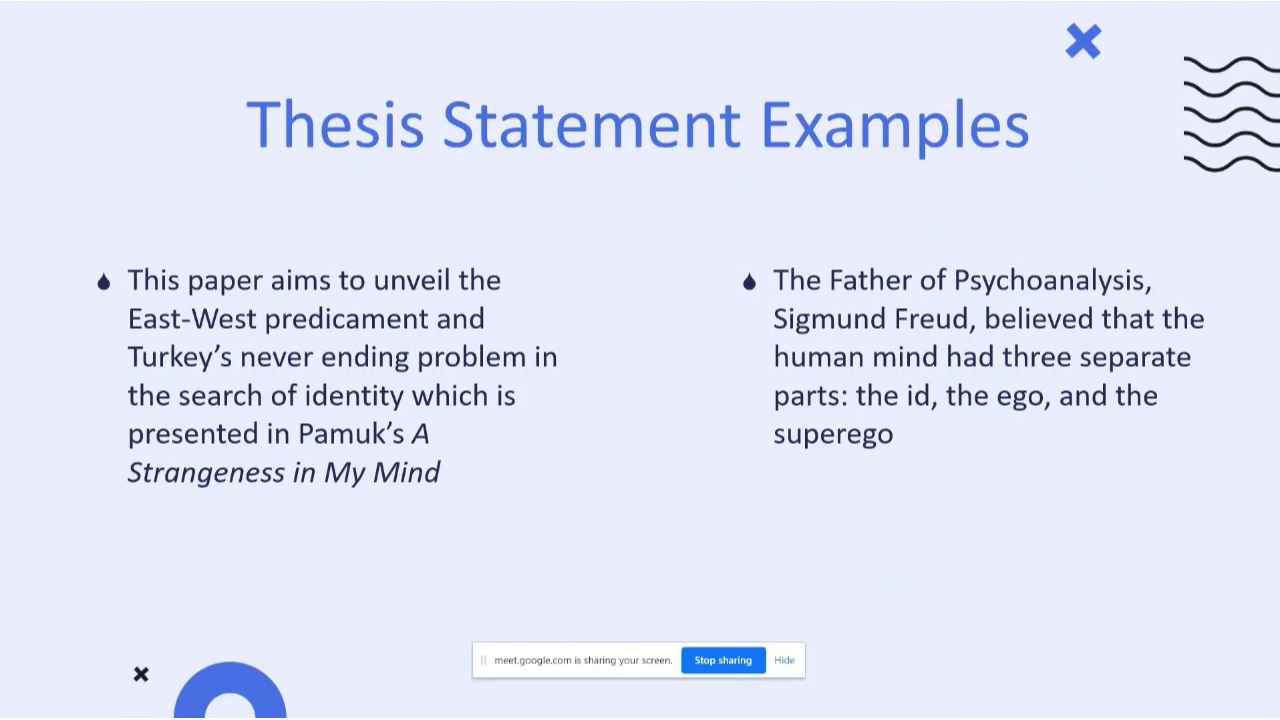 Thesis Statement Examples
This paper aims to unveil the
East-West predicament and
Turkey’s never ending problem in
the search of identity which is
presented in Pamuk’s A
Strangeness in My Mind
The Father of Psychoanalysis,
Sigmund Freud, believed that the
human mind had three separate
parts: the id, the ego, and the
superego
meet.google.com is sharing your screen. Stop sharing Hide